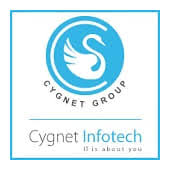 CYGNET GROUP
Cygnet Infotech
IT is about you